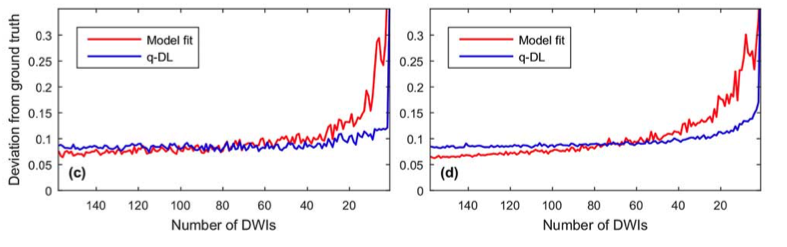 Deviation from ground truth
0.3
0.25
0.2
0.15
0.1
0.05
0
Model fit
q-DL
(c)
140 120 100 80 60 40 20
Number of DWIs
0.3
0.25
0.2
0.15
0.1
0.05
0
Model fit
q-DL
(d)
140 120 100 80 60 40 20
Number of DWIs